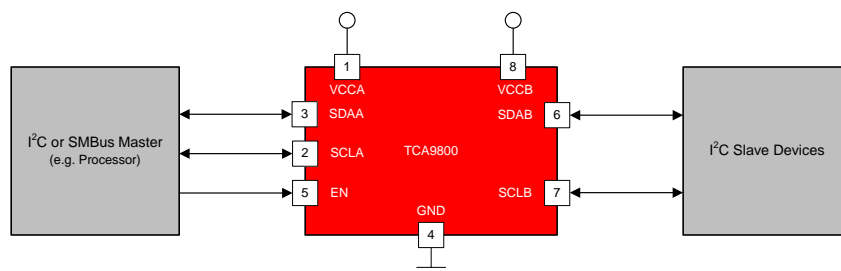 1
8
VCCA
VCCB
3
SDAA
SDAB
6
I²C or SMBus Master
(e.g. Processor)
2
SCLA
TCA9800
I²C Slave Devices
5
EN
SCLB
7
GND
4